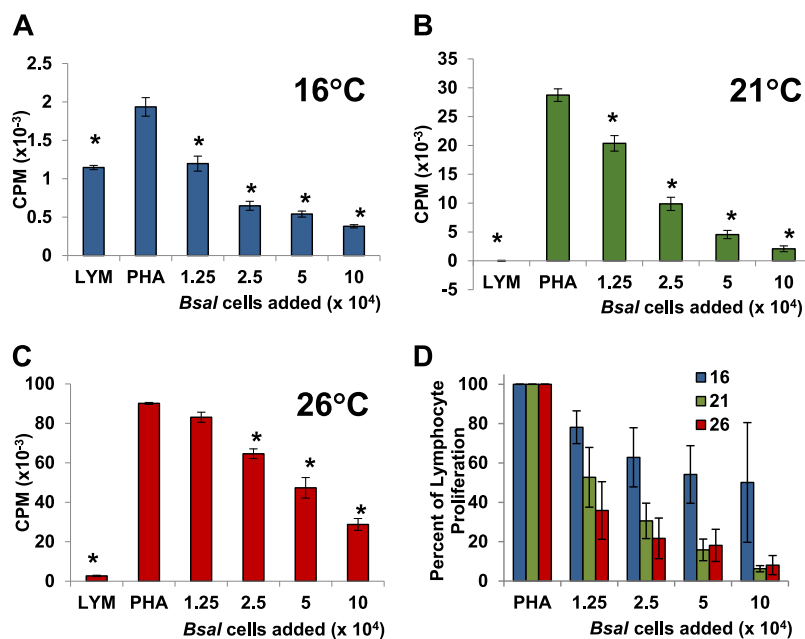 A
16°C
CPM (x10⁻³)
2.5
2
1.5
1
0.5
0
* * * * *
LYM PHA 1.25 2.5 5 10
Bsal cells added (x 10⁴)
B
21°C
CPM (x10⁻³)
35
30
25
20
15
10
5
0
-5
* * * * *
LYM PHA 1.25 2.5 5 10
Bsal cells added (x 10⁴)
C
26°C
CPM (x10⁻³)
100
80
60
40
20
0
* * * *
LYM PHA 1.25 2.5 5 10
Bsal cells added (x 10⁴)
D
16
21
26
Percent of Lymphocyte
Proliferation
100
80
60
40
20
0
PHA 1.25 2.5 5 10
Bsal cells added (x 10⁴)